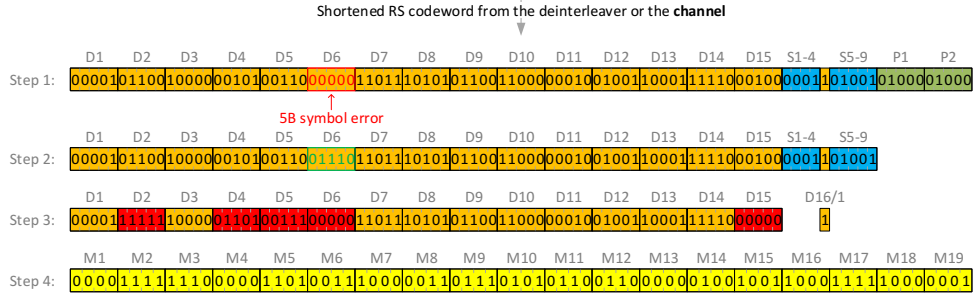 Shortened RS codeword from the deinterleaver or the channel
D1 D2 D3 D4 D5 D6 D7 D8 D9 D10 D11 D12 D13 D14 D15 S1-4 S5-9 P1 P2
Step 1: 00001 01100 10000 00101 00110 00000 11011 10101 01100 11000 00010 01001 10001 11110 00100 0001 1 01001 01000 01000
5B symbol error
D1 D2 D3 D4 D5 D6 D7 D8 D9 D10 D11 D12 D13 D14 D15 S1-4 S5-9
Step 2: 00001 01100 10000 00101 00110 01110 11011 10101 01100 11000 00010 01001 10001 11110 00100 0001 1 01001
D1 D2 D3 D4 D5 D6 D7 D8 D9 D10 D11 D12 D13 D14 D15 D16/1
Step 3: 00001 11111 10000 01101 00111 00000 11011 10101 01100 11000 00010 01001 10001 11110 00000 1
M1 M2 M3 M4 M5 M6 M7 M8 M9 M10 M11 M12 M13 M14 M15 M16 M17 M18 M19
Step 4: 0000 1111 1110 0000 1101 0011 1000 0011 0111 0101 0110 0110 0000 0100 1001 1000 1111 1000 0001